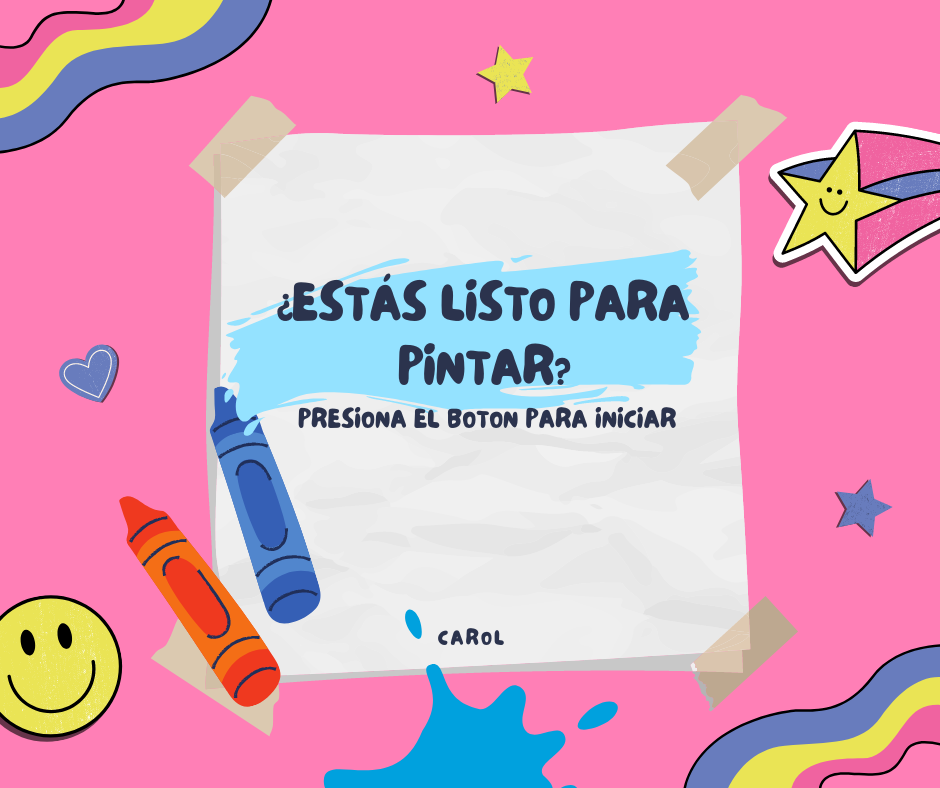 ¿ESTÁS LISTO PARA
PINTAR?
PRESIONA EL BOTON PARA INICIAR
CAROL